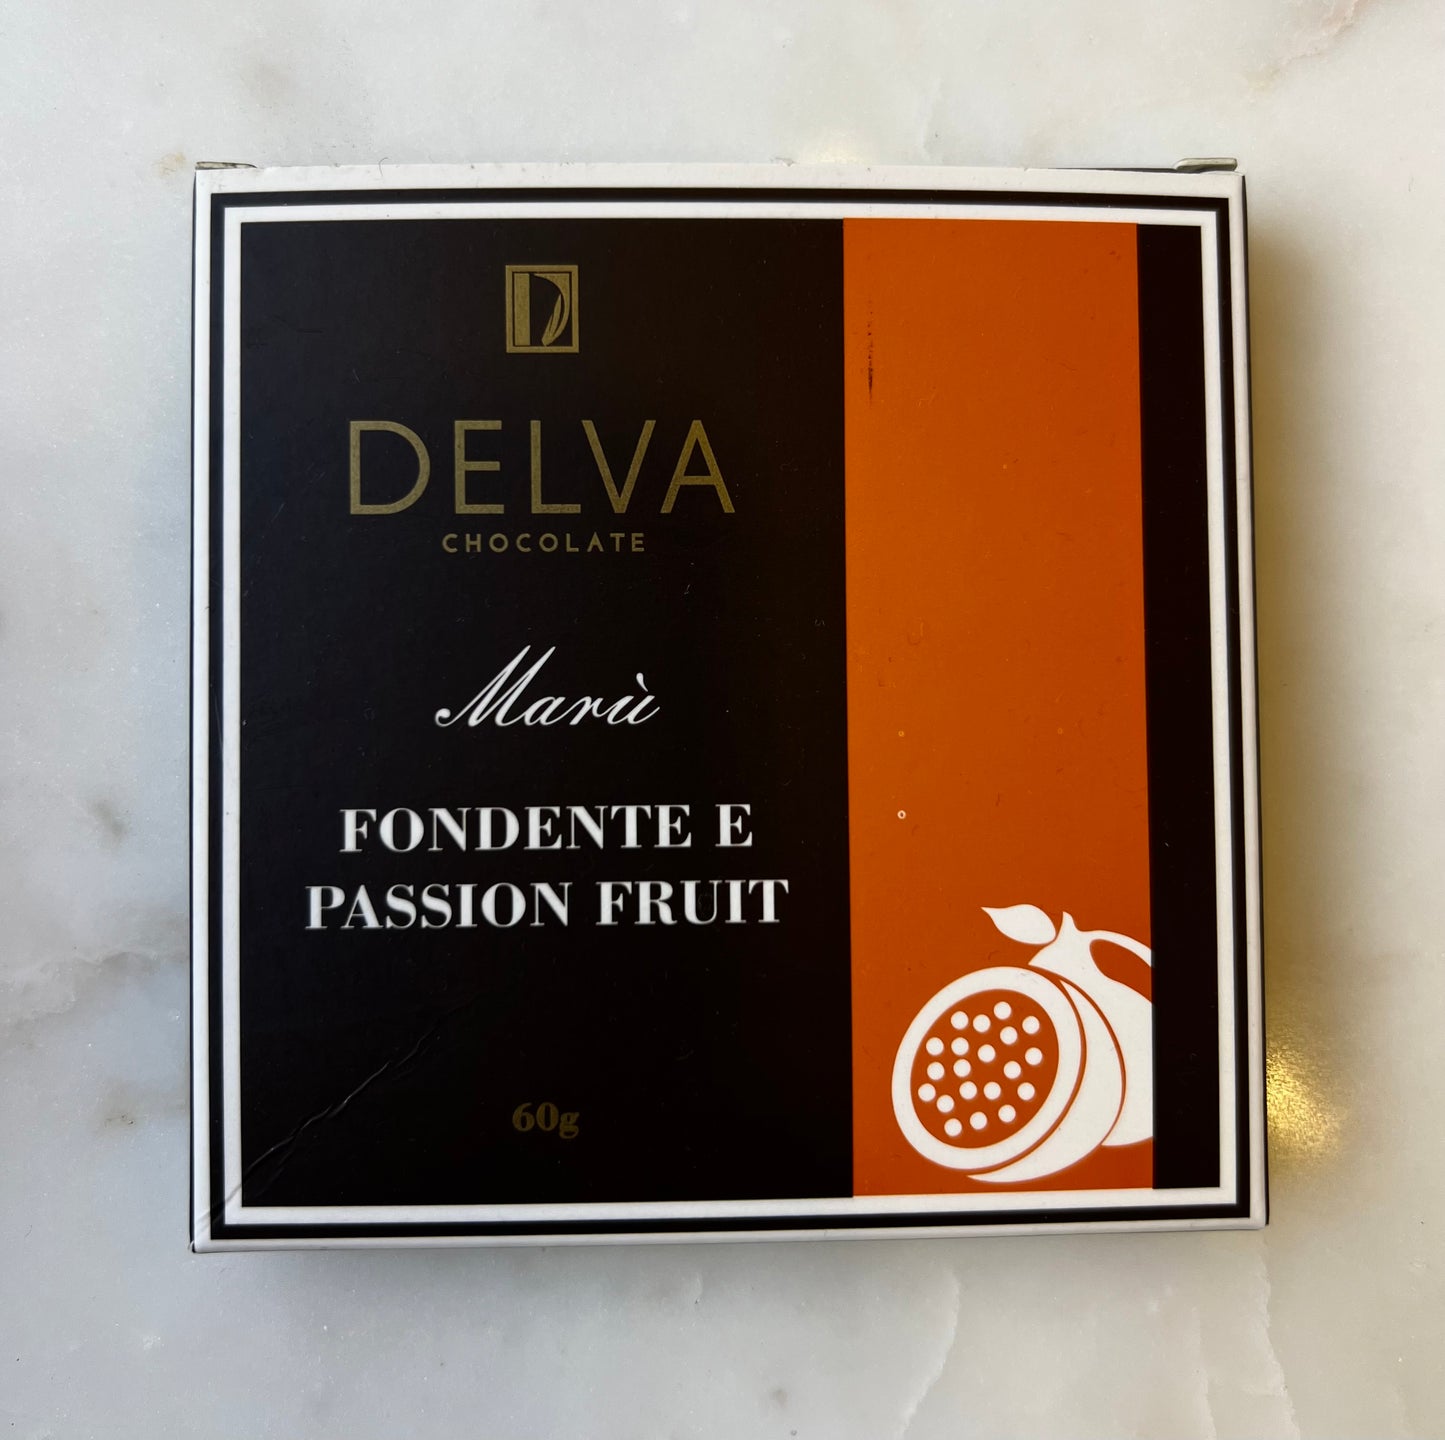 DELVA
CHOCOLATE
Marù
FONDENTE E
PASSION FRUIT
60g